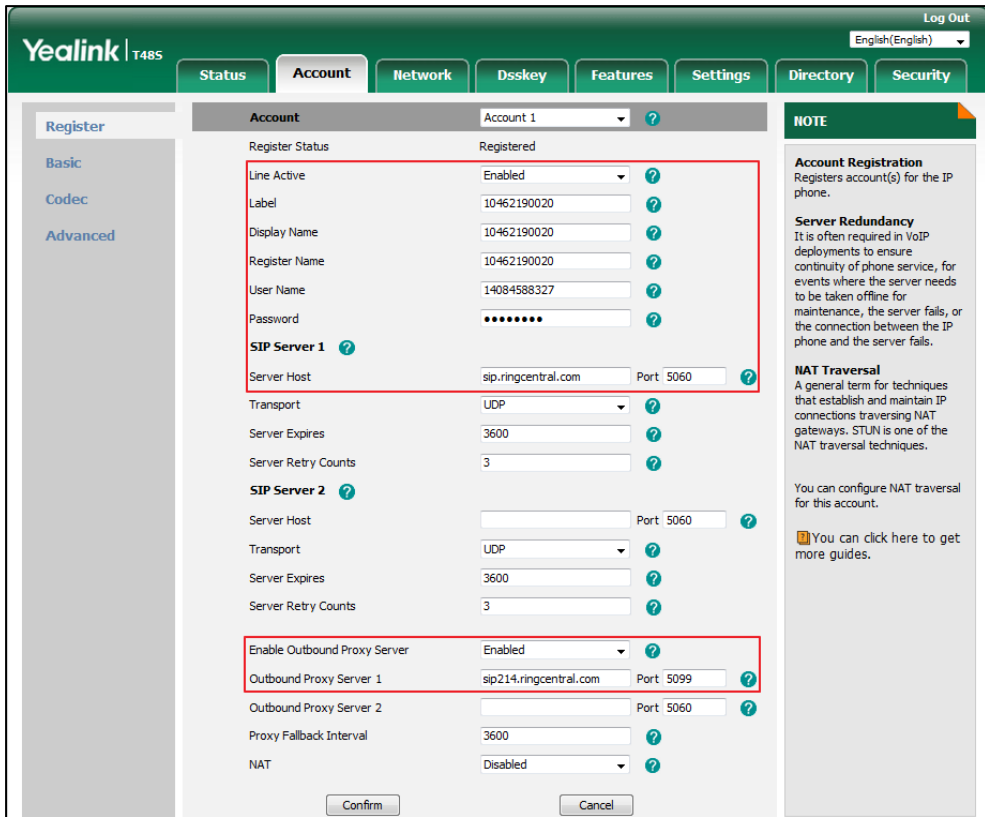 Log Out
Yealink | T48S
English(English)
Status Account Network Dsskey Features Settings Directory Security
Register
Basic
Codec
Advanced
Account Account 1
Register Status Registered
Line Active Enabled
Label 10462190020
Display Name 10462190020
Register Name 10462190020
User Name 14084588327
Password ••••••••
SIP Server 1
Server Host sip.ringcentral.com Port 5060
Transport UDP
Server Expires 3600
Server Retry Counts 3
SIP Server 2
Server Host Port 5060
Transport UDP
Server Expires 3600
Server Retry Counts 3
Enable Outbound Proxy Server Enabled
Outbound Proxy Server 1 sip214.ringcentral.com Port 5099
Outbound Proxy Server 2 Port 5060
Proxy Fallback Interval 3600
NAT Disabled
Confirm Cancel
NOTE
Account Registration
Registers account(s) for the IP
phone.
Server Redundancy
It is often required in VoIP
deployments to ensure
continuity of phone service, for
events where the server needs
to be taken offline for
maintenance, the server fails, or
the connection between the IP
phone and the server fails.
NAT Traversal
A general term for techniques
that establish and maintain IP
connections traversing NAT
gateways. STUN is one of the
NAT traversal techniques.
You can configure NAT traversal
for this account.
You can click here to get
more guides.